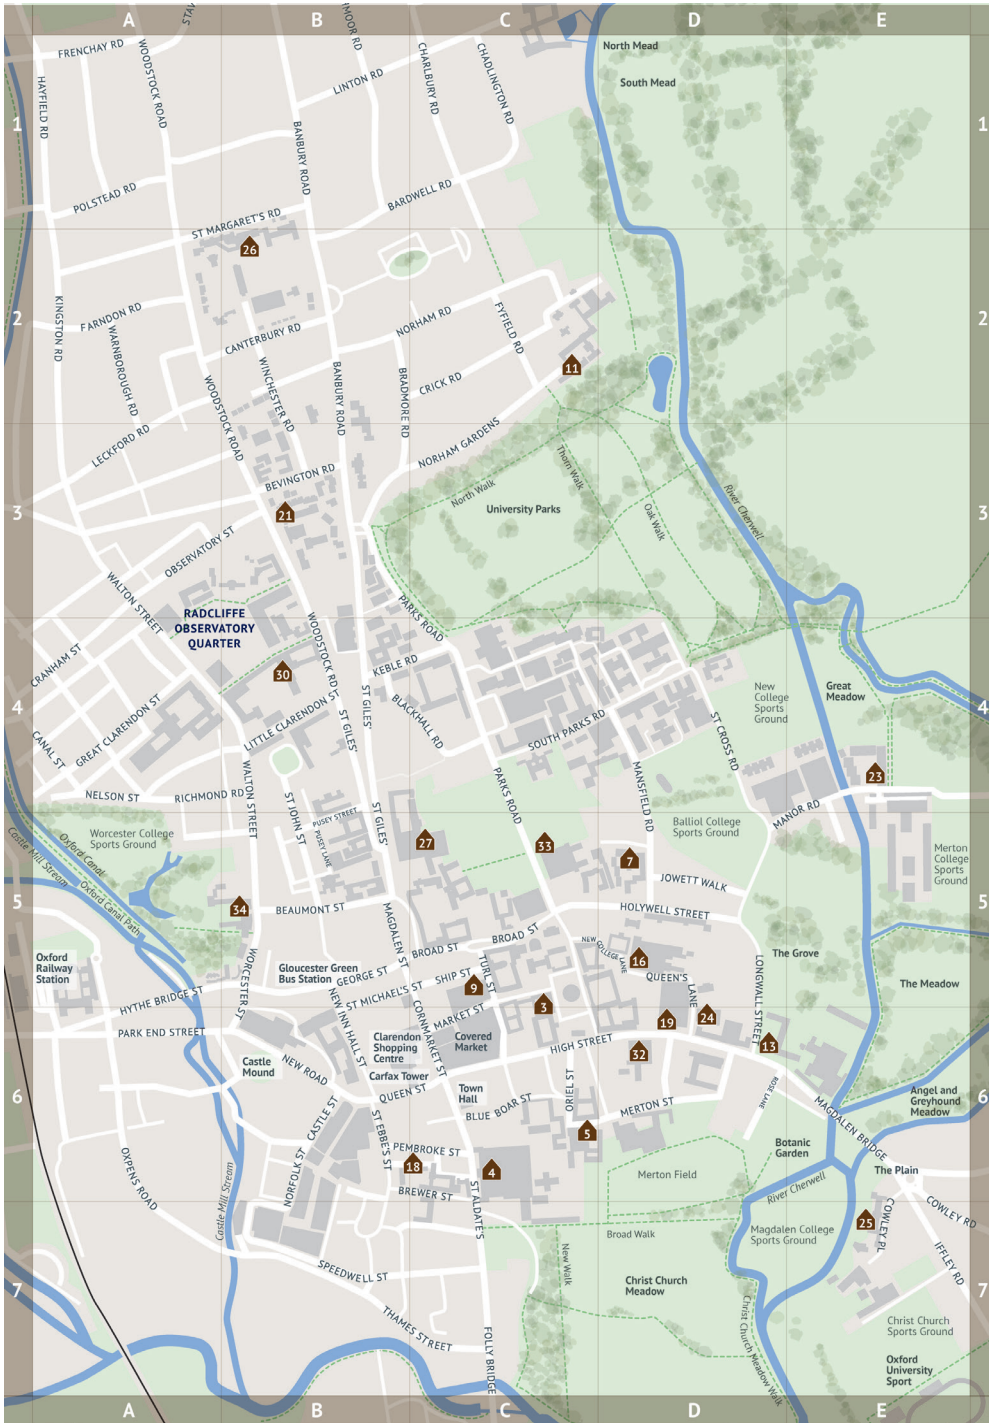 A
B
C
D
E
FRENCHAY RD
WOODSTOCK ROAD
LINTON RD
CHARLBURY RD
CHADLINGTON RD
North Mead
South Mead
HAYFIELD RD
1
1
BANBURY ROAD
POLSTEAD RD
BARDWELL RD
ST MARGARET'S RD
26
KINGSTON RD
2
2
FARNDON RD
WARNBOROUGH RD
CANTERBURY RD
NORHAM RD
FYFIELD RD
WINCHESTER RD
BANBURY ROAD
BRADMORE RD
CRICK RD
11
WOODSTOCK ROAD
LECKFORD RD
NORHAM GARDENS
BEVINGTON RD
North Walk
Thorn Walk
Oak Walk
River Cherwell
3
3
21
University Parks
OBSERVATORY ST
WALTON STREET
RADCLIFFE
OBSERVATORY
QUARTER
WOODSTOCK RD
PARKS ROAD
CRANHAM ST
30
KEBLE RD
BLACKHALL RD
ST GILES'
ST GILES'
LITTLE CLARENDON ST
GREAT CLARENDON ST
SOUTH PARKS RD
ST CROSS RD
New
College
Sports
Ground
Great
Meadow
4
4
CANAL ST
NELSON ST
RICHMOND RD
WALTON STREET
ST JOHN ST
PUSEY STREET
PUSEY LANE
ST GILES'
PARKS ROAD
MANSFIELD RD
23
MANOR RD
Balliol College
Sports Ground
Worcester College
Sports Ground
Oxford Canal
Castle Mill Stream
Oxford Canal Path
27
33
7
JOWETT WALK
Merton
College
Sports
Ground
5
5
34
BEAUMONT ST
MAGDALEN ST
HOLYWELL STREET
BROAD ST
BROAD ST
NEW COLLEGE LANE
16
QUEEN'S LANE
LONGWALL STREET
The Grove
The Meadow
Oxford
Railway
Station
WORCESTER ST
Gloucester Green
Bus Station
GEORGE ST
ST MICHAEL'S ST
SHIP ST
TURL ST
9
3
19
24
13
HYTHE BRIDGE ST
PARK END STREET
NEW INN HALL ST
CORNMARKET ST
MARKET ST
Clarendon
Shopping
Centre
Covered
Market
HIGH STREET
32
Castle
Mound
NEW ROAD
Carfax Tower
QUEEN ST
Town
Hall
BLUE BOAR ST
ORIEL ST
MERTON ST
ROSE LANE
6
6
CASTLE ST
ST EBBE'S ST
5
MAGDALEN BRIDGE
Angel and
Greyhound
Meadow
Botanic
Garden
OXPENS ROAD
NORFOLK ST
PEMBROKE ST
18
4
BREWER ST
ST ALDATE'S
Merton Field
River Cherwell
The Plain
COWLEY RD
Castle Mill Stream
25
COWLEY PL
IFFLEY RD
Broad Walk
Magdalen College
Sports Ground
New Walk
SPEEDWELL ST
Christ Church
Meadow
7
7
THAMES STREET
FOLLY BRIDGE
Christ Church Meadow Walk
Christ Church
Sports Ground
Oxford
University
Sport
A
B
C
D
E